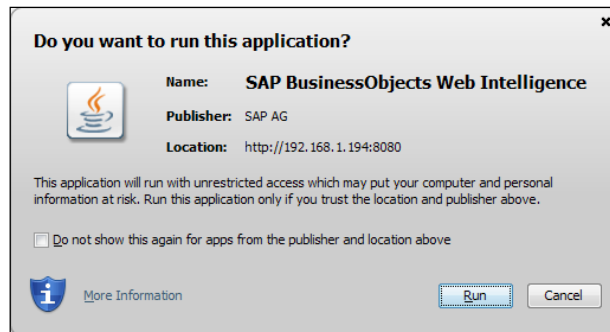 Do you want to run this application?
Name: SAP BusinessObjects Web Intelligence
Publisher: SAP AG
Location: http://192.168.1.194:8080
This application will run with unrestricted access which may put your computer and personal
information at risk. Run this application only if you trust the location and publisher above.
Do not show this again for apps from the publisher and location above
More Information
Run
Cancel